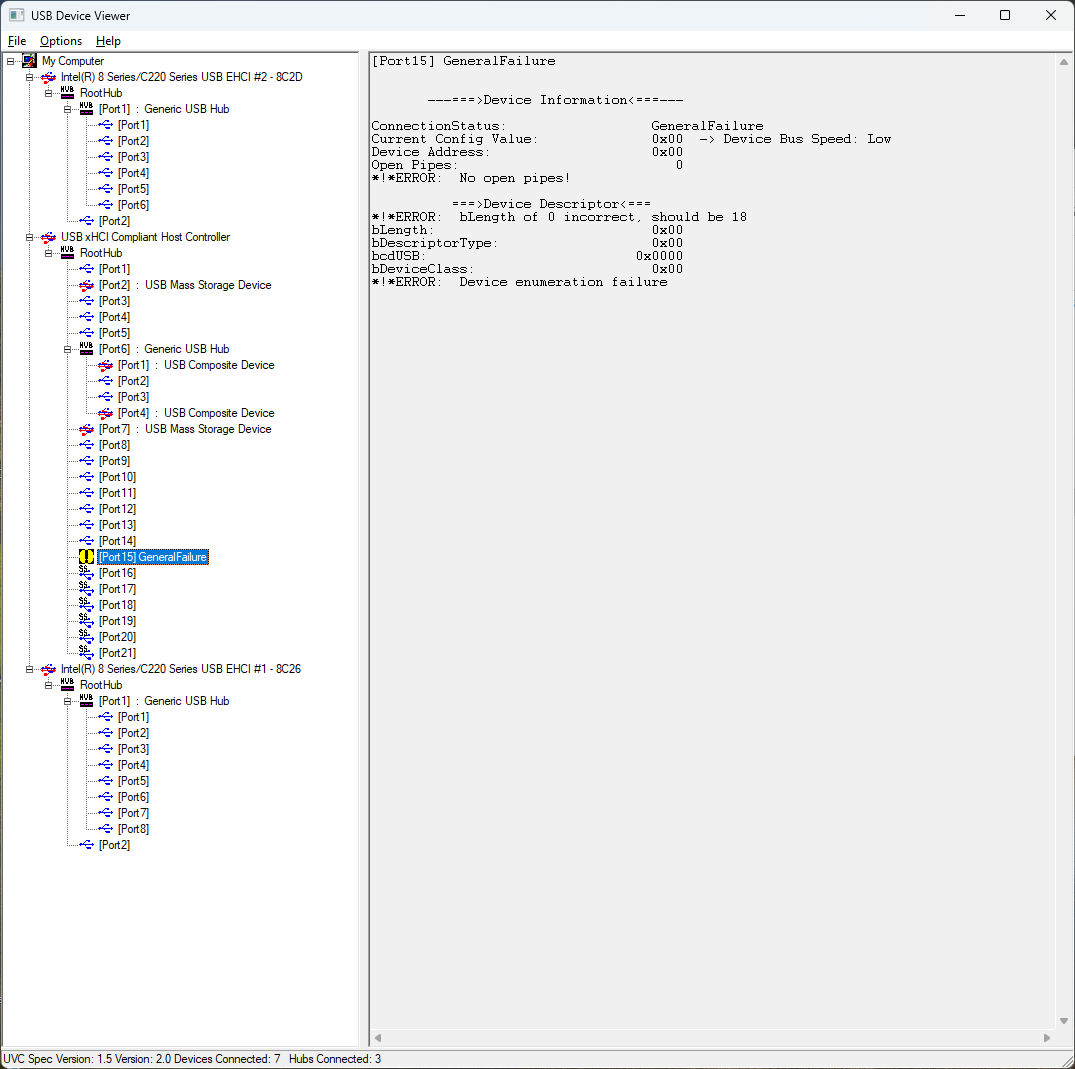 USB Device Viewer
File Options Help
My Computer
Intel(R) 8 Series/C220 Series USB EHCI #2 - 8C2D
RootHub
[Port1] : Generic USB Hub
[Port1]
[Port2]
[Port3]
[Port4]
[Port5]
[Port6]
[Port2]
USB xHCI Compliant Host Controller
RootHub
[Port1]
[Port2] : USB Mass Storage Device
[Port3]
[Port4]
[Port5]
[Port6] : Generic USB Hub
[Port1] : USB Composite Device
[Port2]
[Port3]
[Port4] : USB Composite Device
[Port7] : USB Mass Storage Device
[Port8]
[Port9]
[Port10]
[Port11]
[Port12]
[Port13]
[Port14]
[Port15] GeneralFailure
[Port16]
[Port17]
[Port18]
[Port19]
[Port20]
[Port21]
Intel(R) 8 Series/C220 Series USB EHCI #1 - 8C26
RootHub
[Port1] : Generic USB Hub
[Port1]
[Port2]
[Port3]
[Port4]
[Port5]
[Port6]
[Port7]
[Port8]
[Port2]
[Port15] GeneralFailure
---===>Device Information<===---
ConnectionStatus: GeneralFailure
Current Config Value: 0x00 -> Device Bus Speed: Low
Device Address: 0x00
Open Pipes: 0
*!*ERROR: No open pipes!
===>Device Descriptor<===
*!*ERROR: bLength of 0 incorrect, should be 18
bLength: 0x00
bDescriptorType: 0x00
bcdUSB: 0x0000
bDeviceClass: 0x00
*!*ERROR: Device enumeration failure
UVC Spec Version: 1.5 Version: 2.0 Devices Connected: 7 Hubs Connected: 3